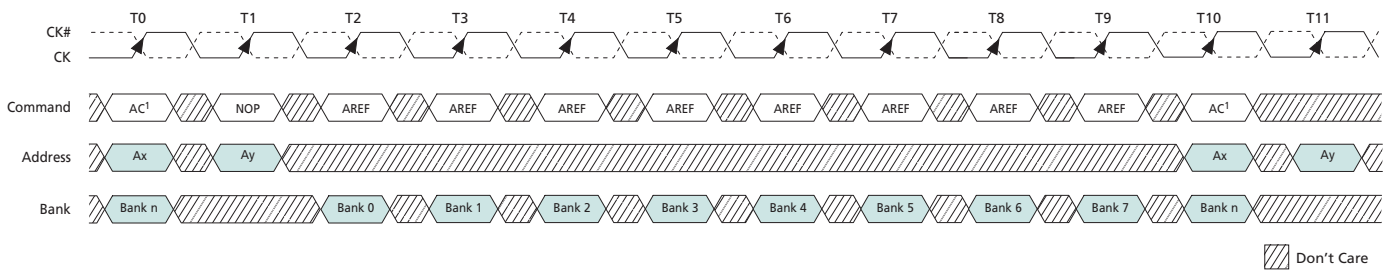 T0 T1 T2 T3 T4 T5 T6 T7 T8 T9 T10 T11
CK#
CK
Command AC¹ NOP AREF AREF AREF AREF AREF AREF AREF AREF AC¹
Address Ax Ay Ax Ay
Bank Bank n Bank 0 Bank 1 Bank 2 Bank 3 Bank 4 Bank 5 Bank 6 Bank 7 Bank n
Don't Care